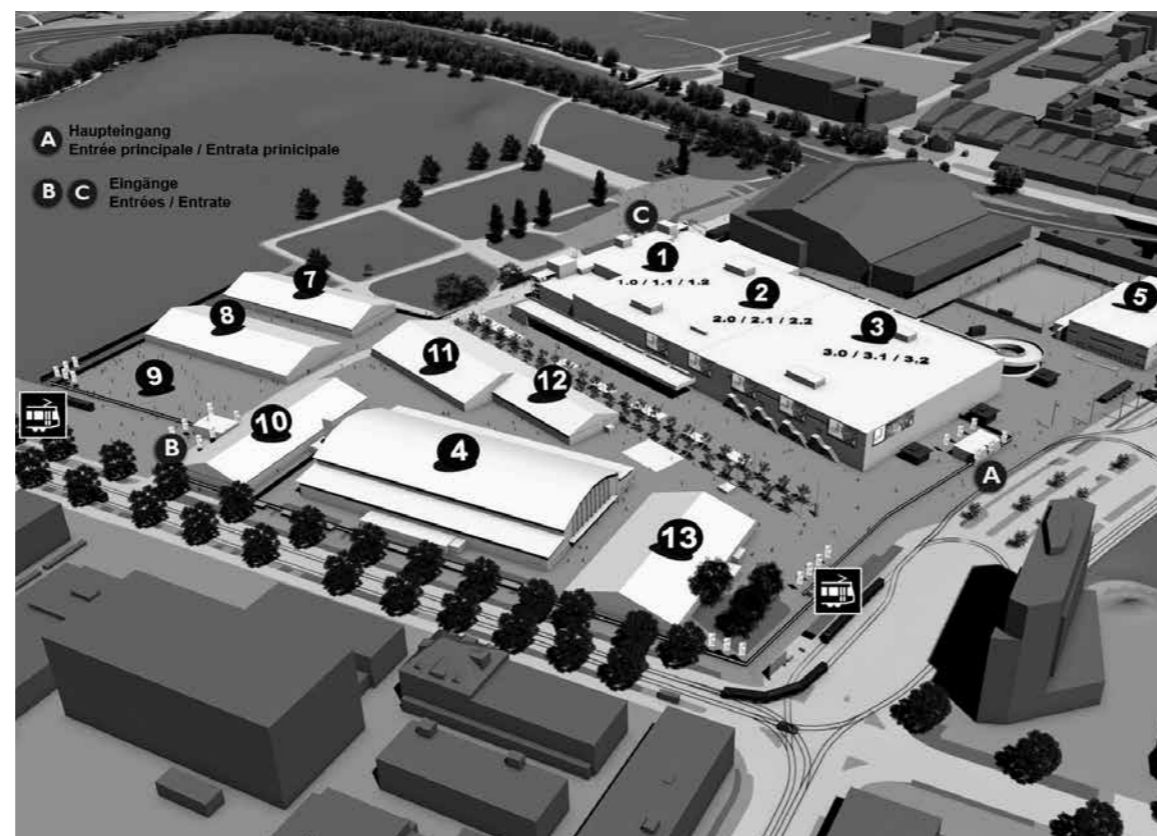 A Haupteingang
Entrée principale / Entrata prinicipale
B C Eingänge
Entrées / Entrate
C
1
1.0 / 1.1 / 1.2
2
2.0 / 2.1 / 2.2
3
3.0 / 3.1 / 3.2
5
7
8
9
11
12
10
B
4
A
13